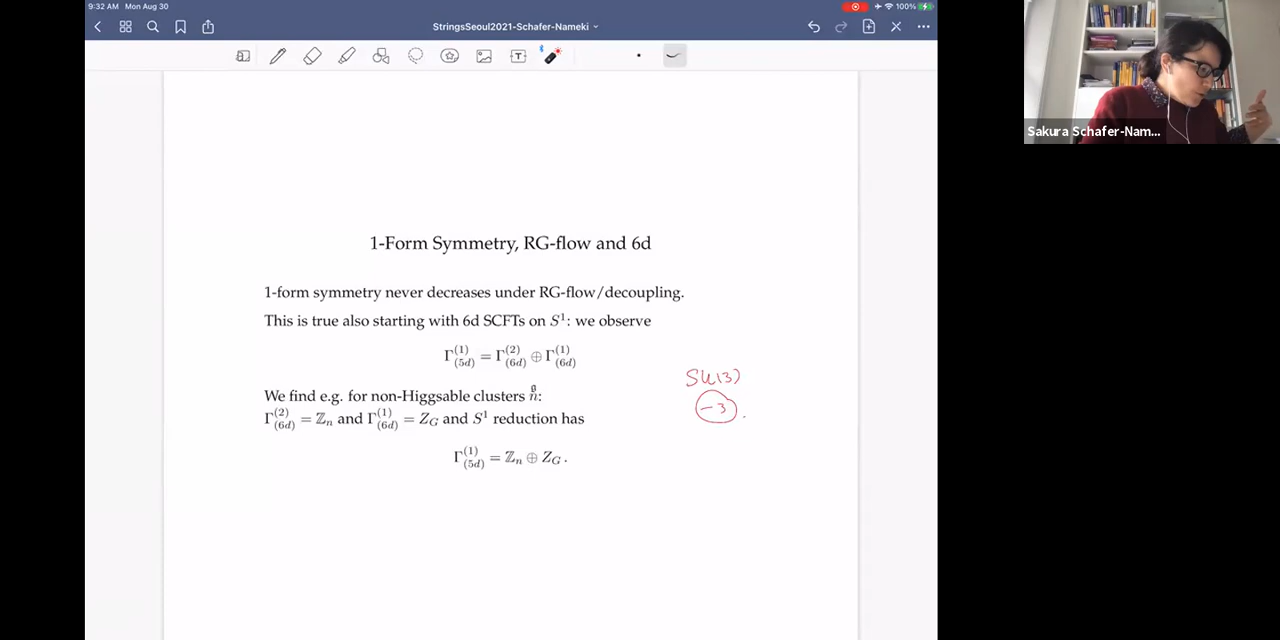 9:32 AM Mon Aug 30
100%
StringsSeoul2021-Schafer-Nameki
Sakura Schafer-Nam...
1-Form Symmetry, RG-flow and 6d
1-form symmetry never decreases under RG-flow/decoupling.
This is true also starting with 6d SCFTs on S¹: we observe
Γ^{(1)}_{(5d)} = Γ^{(2)}_{(6d)} ⊕ Γ^{(1)}_{(6d)}
SU(3)
We find e.g. for non-Higgsable clusters \overset{𝔤}{n}:
-3
Γ^{(2)}_{(6d)} = ℤ_n and Γ^{(1)}_{(6d)} = Z_G and S¹ reduction has
Γ^{(1)}_{(5d)} = ℤ_n ⊕ Z_G .